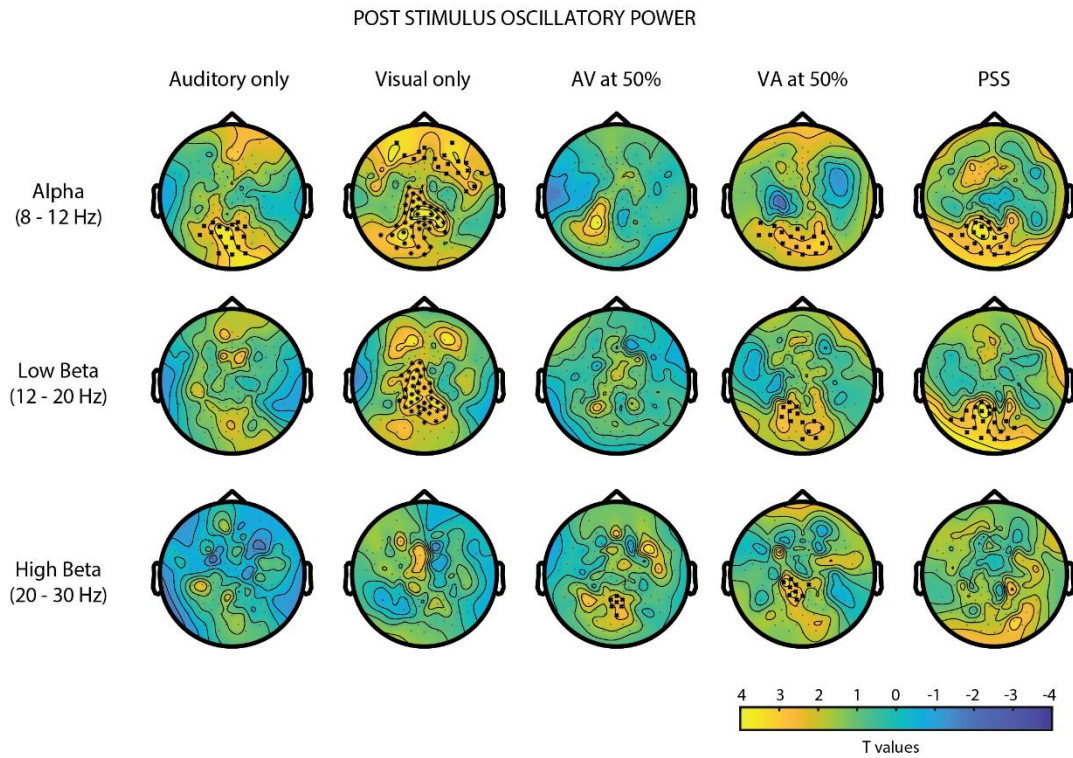 POST STIMULUS OSCILLATORY POWER
Auditory only Visual only AV at 50% VA at 50% PSS
Alpha
(8 - 12 Hz)
Low Beta
(12 - 20 Hz)
High Beta
(20 - 30 Hz)
4 3 2 1 0 -1 -2 -3 -4
T values